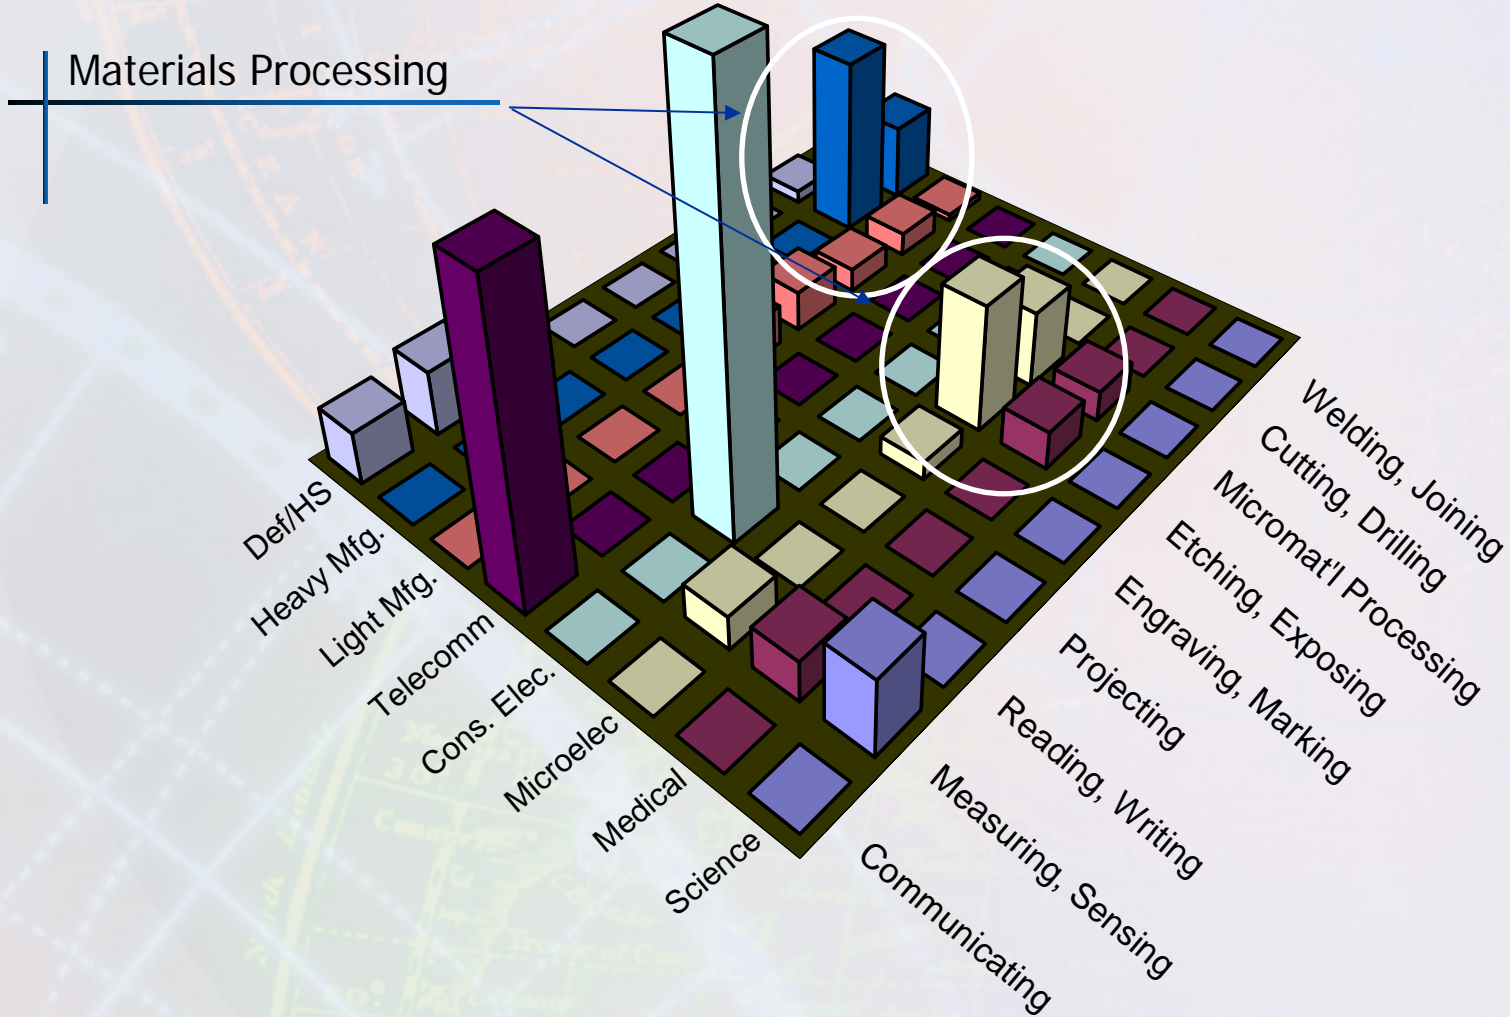 Materials Processing
Def/HS
Heavy Mfg.
Light Mfg.
Telecomm
Cons. Elec.
Microelec
Medical
Science
Welding, Joining
Cutting, Drilling
Micromat'l Processing
Etching, Exposing
Engraving, Marking
Projecting
Reading, Writing
Measuring, Sensing
Communicating